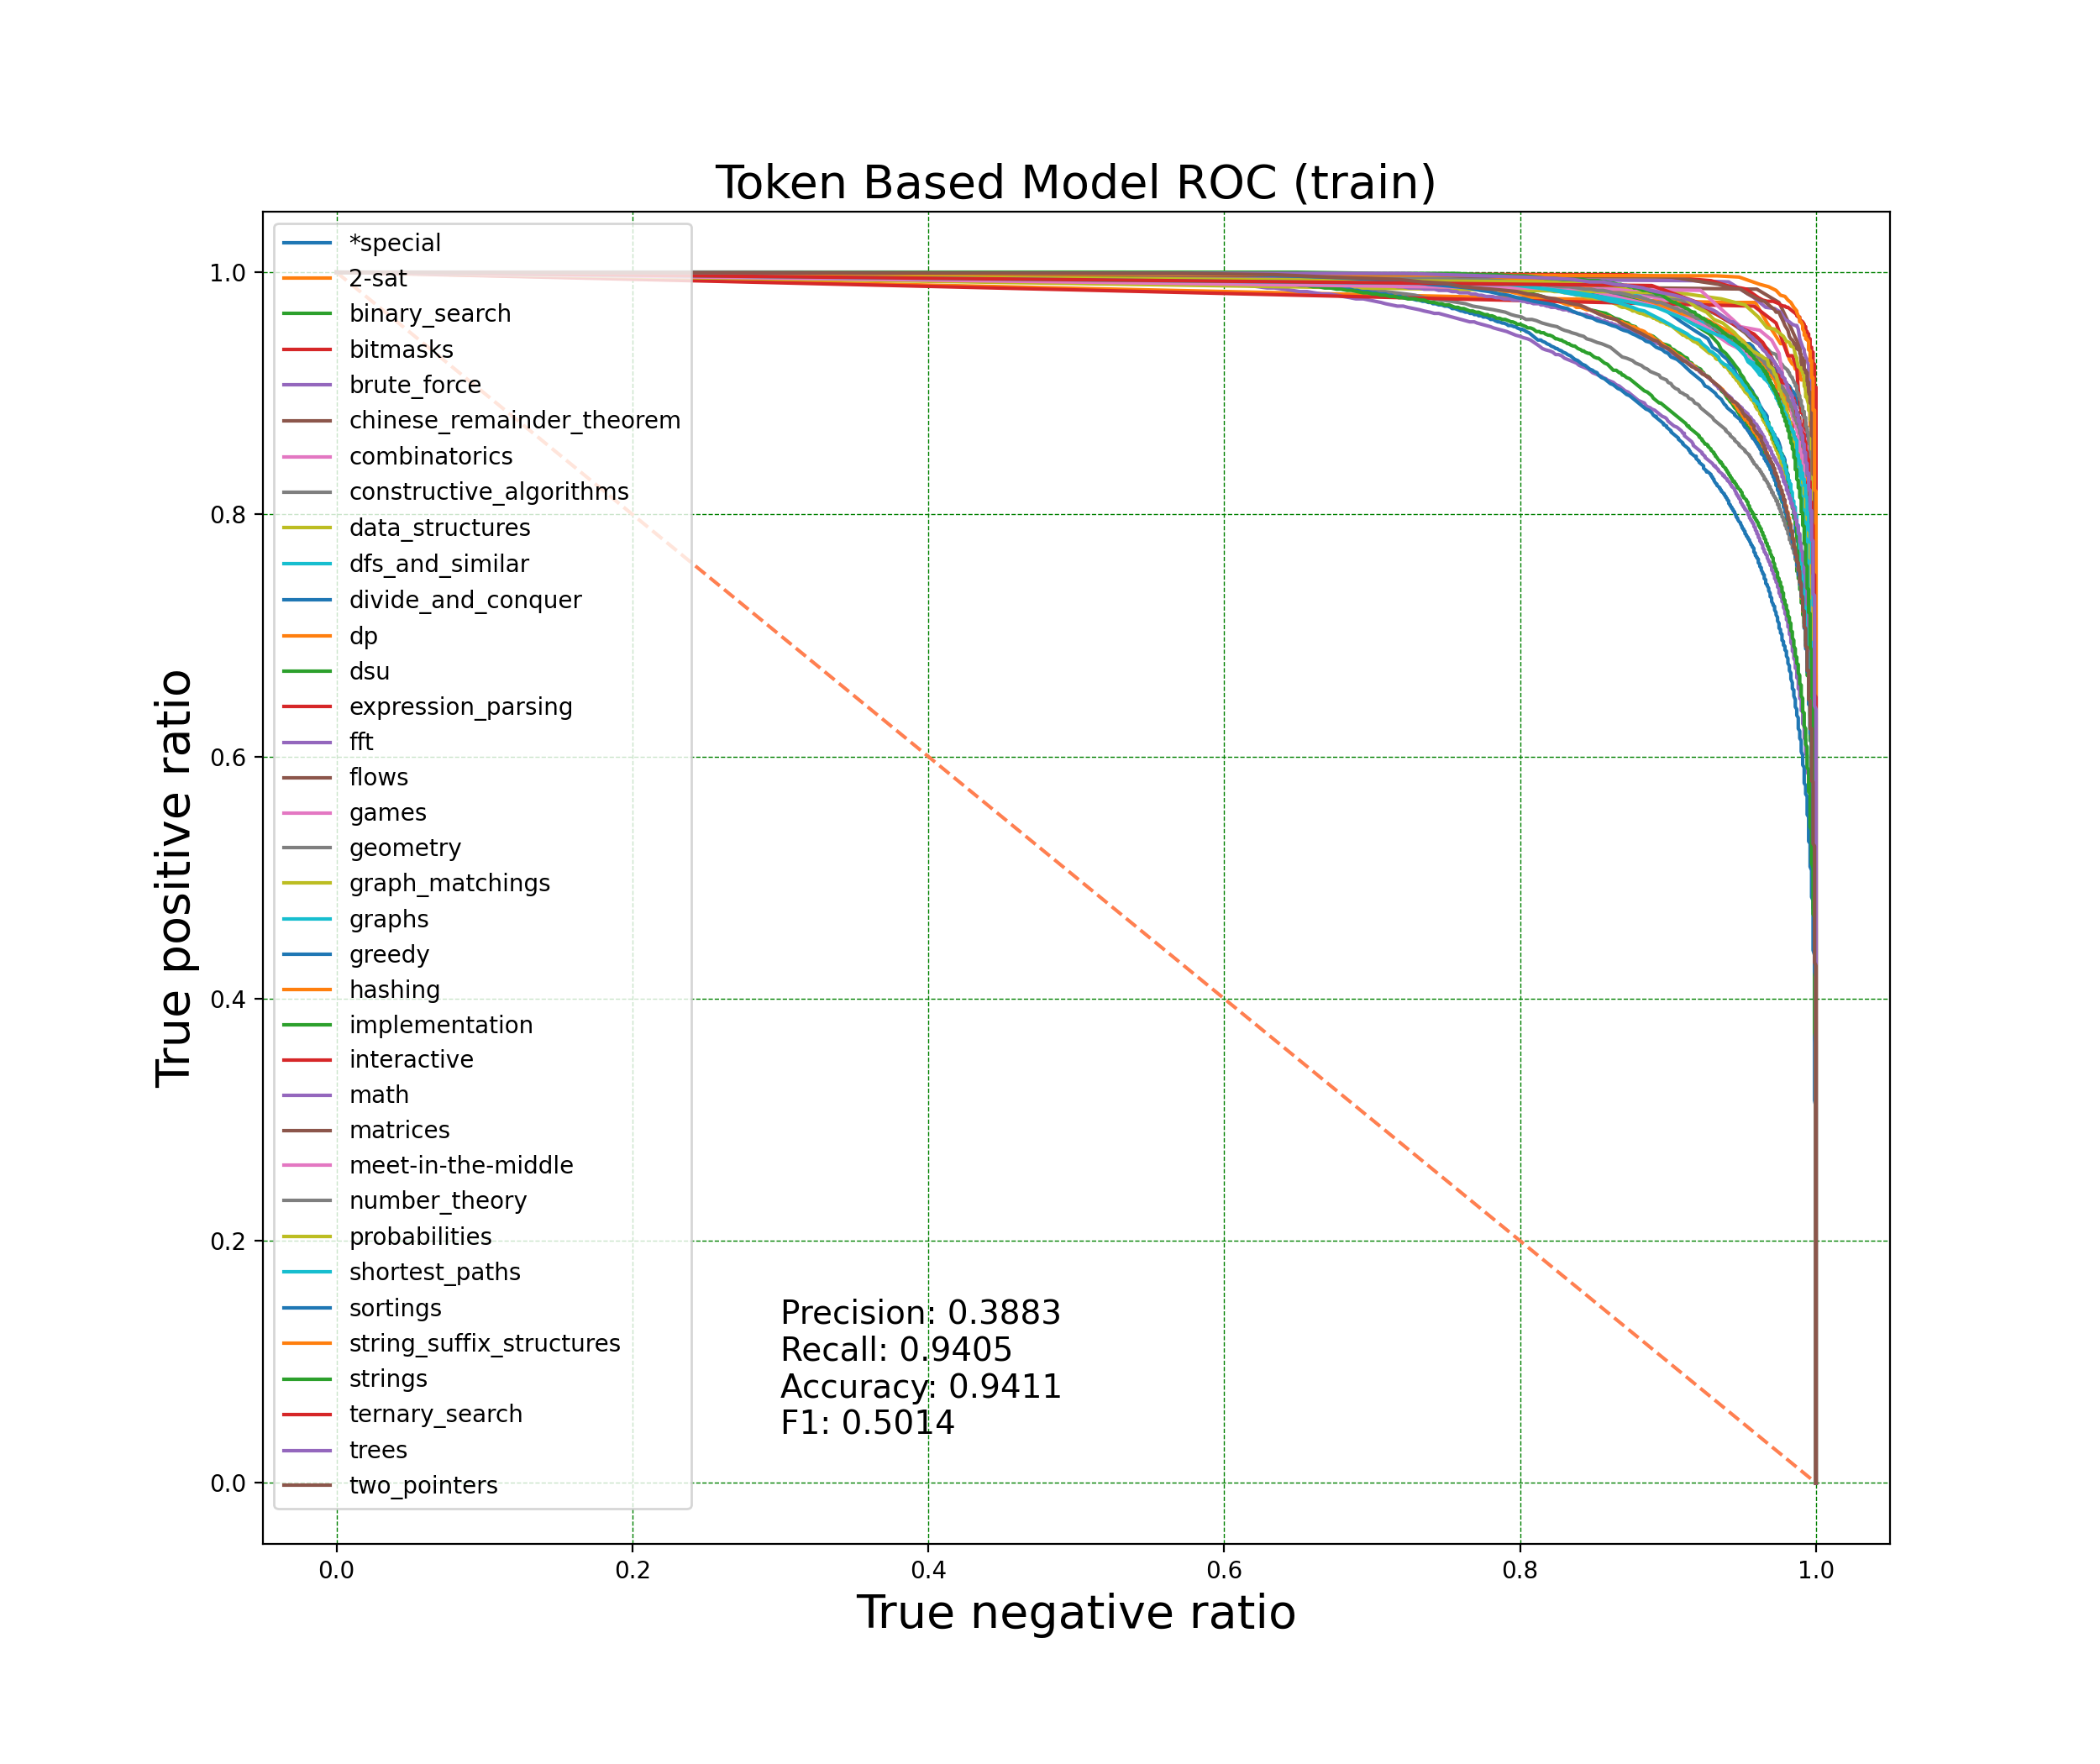 Token Based Model ROC (train)
*special
2-sat
binary_search
bitmasks
brute_force
chinese_remainder_theorem
combinatorics
constructive_algorithms
data_structures
dfs_and_similar
divide_and_conquer
dp
dsu
expression_parsing
fft
flows
games
geometry
graph_matchings
graphs
greedy
hashing
implementation
interactive
math
matrices
meet-in-the-middle
number_theory
probabilities
shortest_paths
sortings
string_suffix_structures
strings
ternary_search
trees
two_pointers
Precision: 0.3883
Recall: 0.9405
Accuracy: 0.9411
F1: 0.5014
True positive ratio
1.0
0.8
0.6
0.4
0.2
0.0
0.0 0.2 0.4 0.6 0.8 1.0
True negative ratio